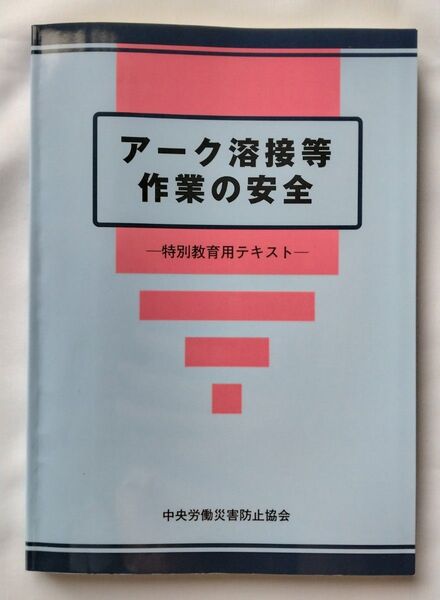 アーク溶接等
作業の安全
―特別教育用テキスト―
中央労働災害防止協会